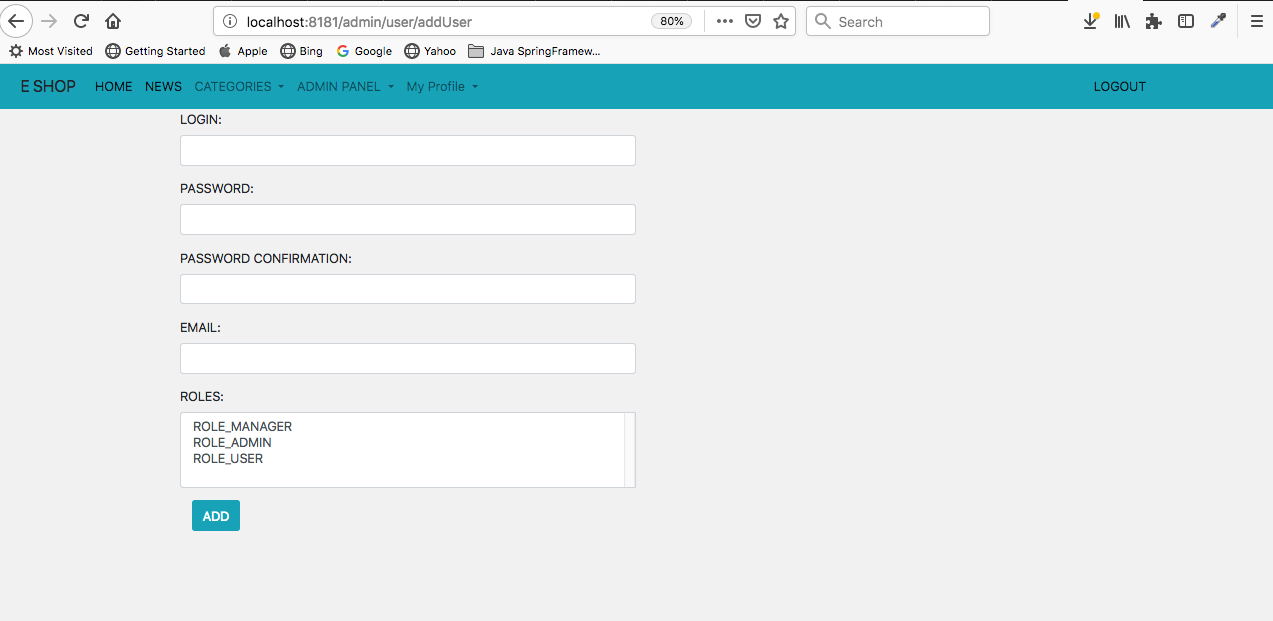 localhost:8181/admin/user/addUser 80% Search
Most Visited Getting Started Apple Bing Google Yahoo Java SpringFramew...
E SHOP HOME NEWS CATEGORIES ADMIN PANEL My Profile LOGOUT
LOGIN:
PASSWORD:
PASSWORD CONFIRMATION:
EMAIL:
ROLES:
ROLE_MANAGER
ROLE_ADMIN
ROLE_USER
ADD